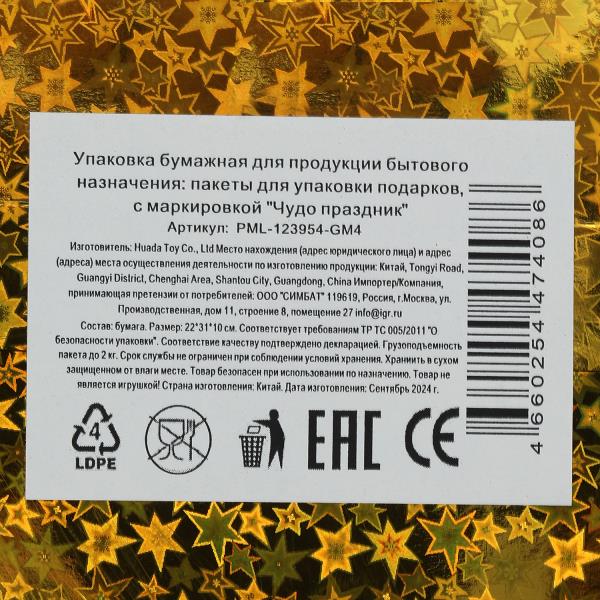 Упаковка бумажная для продукции бытового
назначения: пакеты для упаковки подарков,
с маркировкой "Чудо праздник"
Артикул: PML-123954-GM4
Изготовитель: Huada Toy Co., Ltd Место нахождения (адрес юридического лица) и адрес
(адреса) места осуществления деятельности по изготовлению продукции: Китай, Tongyi Road,
Guangyi District, Chenghai Area, Shantou City, Guangdong, China Импортер/Компания,
принимающая претензии от потребителей: ООО "СИМБАТ" 119619, Россия, г.Москва, ул.
Производственная, дом 11, строение 8, помещение 27 info@igr.ru
Состав: бумага. Размер: 22*31*10 см. Соответствует требованиям ТР ТС 005/2011 "О
безопасности упаковки". Соответствие качеству подтверждено декларацией. Грузоподъемность
пакета до 2 кг. Срок службы не ограничен при соблюдении условий хранения. Храниить в сухом
защищенном от влаги месте. Товар безопасен при использовании по назначению. Товар не
является игрушкой! Страна изготовления: Китай. Дата изготовления: Сентябрь 2024 г.
4
LDPE
EAC CE
4 660254 474086